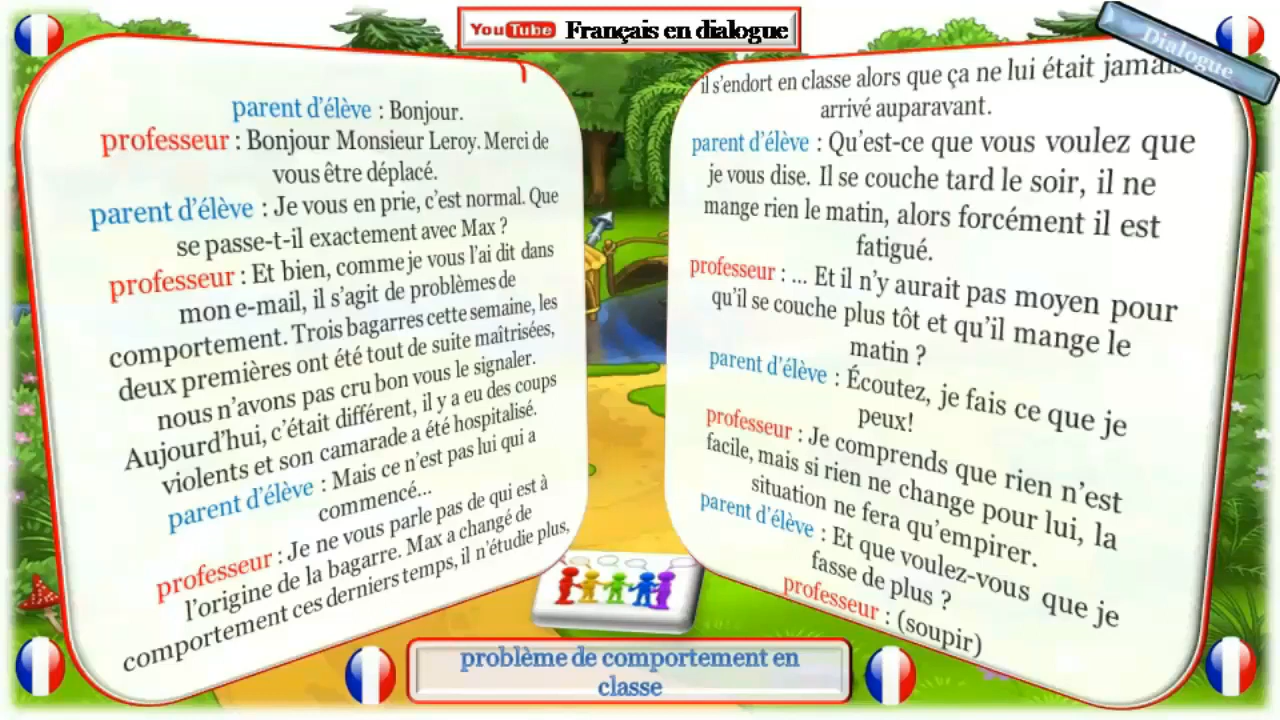 YouTube Français en dialogue
Dialogue
parent d'élève : Bonjour.
professeur : Bonjour Monsieur Leroy. Merci de
vous être déplacé.
parent d'élève : Je vous en prie, c'est normal. Que
se passe-t-il exactement avec Max ?
professeur : Et bien, comme je vous l'ai dit dans
mon e-mail, il s'agit de problèmes de
comportement. Trois bagarres cette semaine, les
deux premières ont été tout de suite maîtrisées,
nous n'avons pas cru bon vous le signaler.
Aujourd'hui, c'était différent, il y a eu des coups
violents et son camarade a été hospitalisé.
parent d'élève : Mais ce n'est pas lui qui a
commencé...
professeur : Je ne vous parle pas de qui est à
l'origine de la bagarre. Max a changé de
comportement ces derniers temps, il n'étudie plus,
il s'endort en classe alors que ça ne lui était jamais
arrivé auparavant.
parent d'élève : Qu'est-ce que vous voulez que
je vous dise. Il se couche tard le soir, il ne
mange rien le matin, alors forcément il est
fatigué.
professeur : ... Et il n'y aurait pas moyen pour
qu'il se couche plus tôt et qu'il mange le
matin ?
parent d'élève : Écoutez, je fais ce que je
peux!
professeur : Je comprends que rien n'est
facile, mais si rien ne change pour lui, la
situation ne fera qu'empirer.
parent d'élève : Et que voulez-vous que je
fasse de plus ?
professeur : (soupir)
problème de comportement en
classe